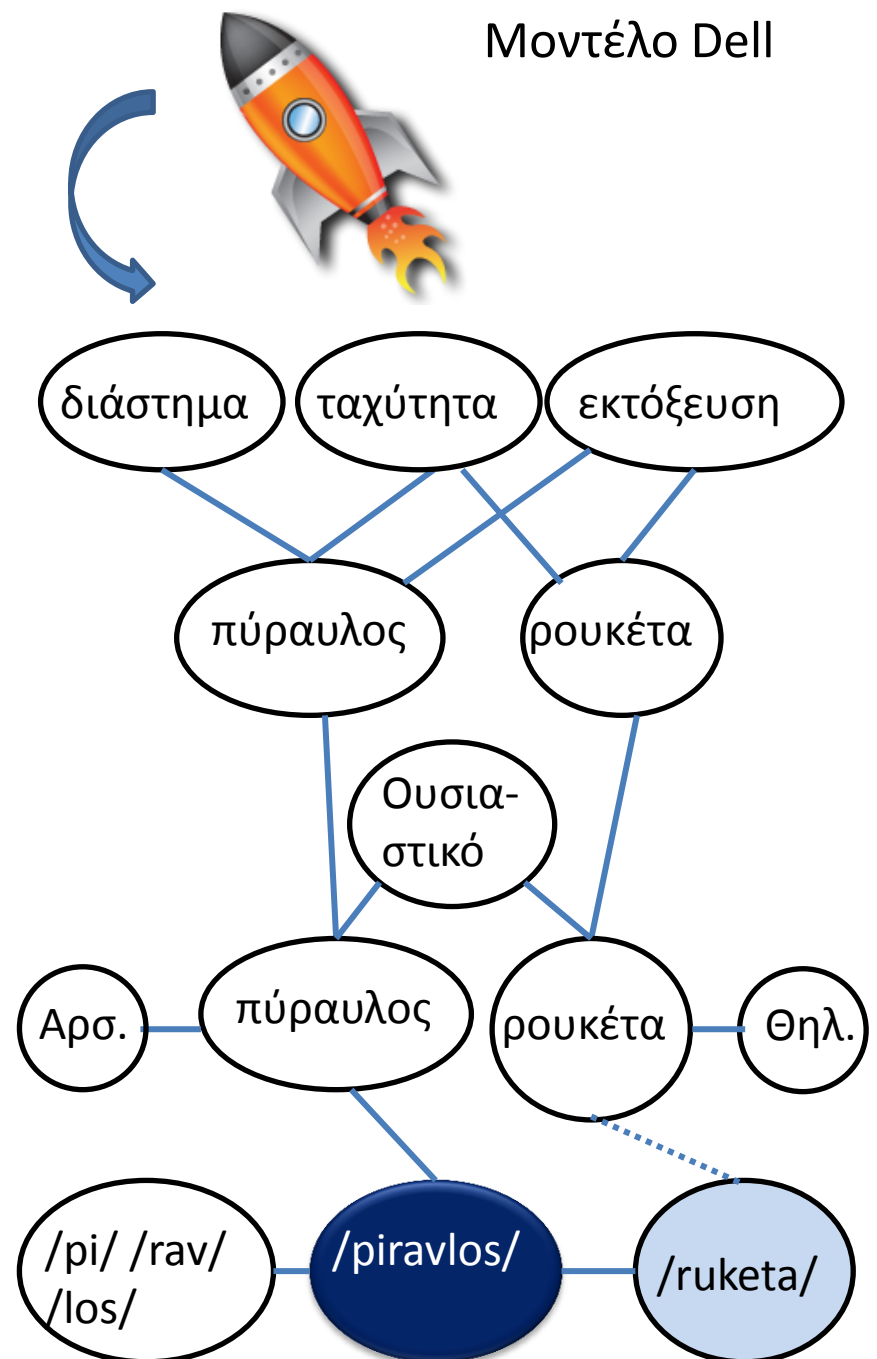 Μοντέλο Dell
διάστημα
ταχύτητα
εκτόξευση
πύραυλος
ρουκέτα
Ουσια-
στικό
Αρσ.
πύραυλος
ρουκέτα
Θηλ.
/pi/ /rav/
/los/
/piravlos/
/ruketa/